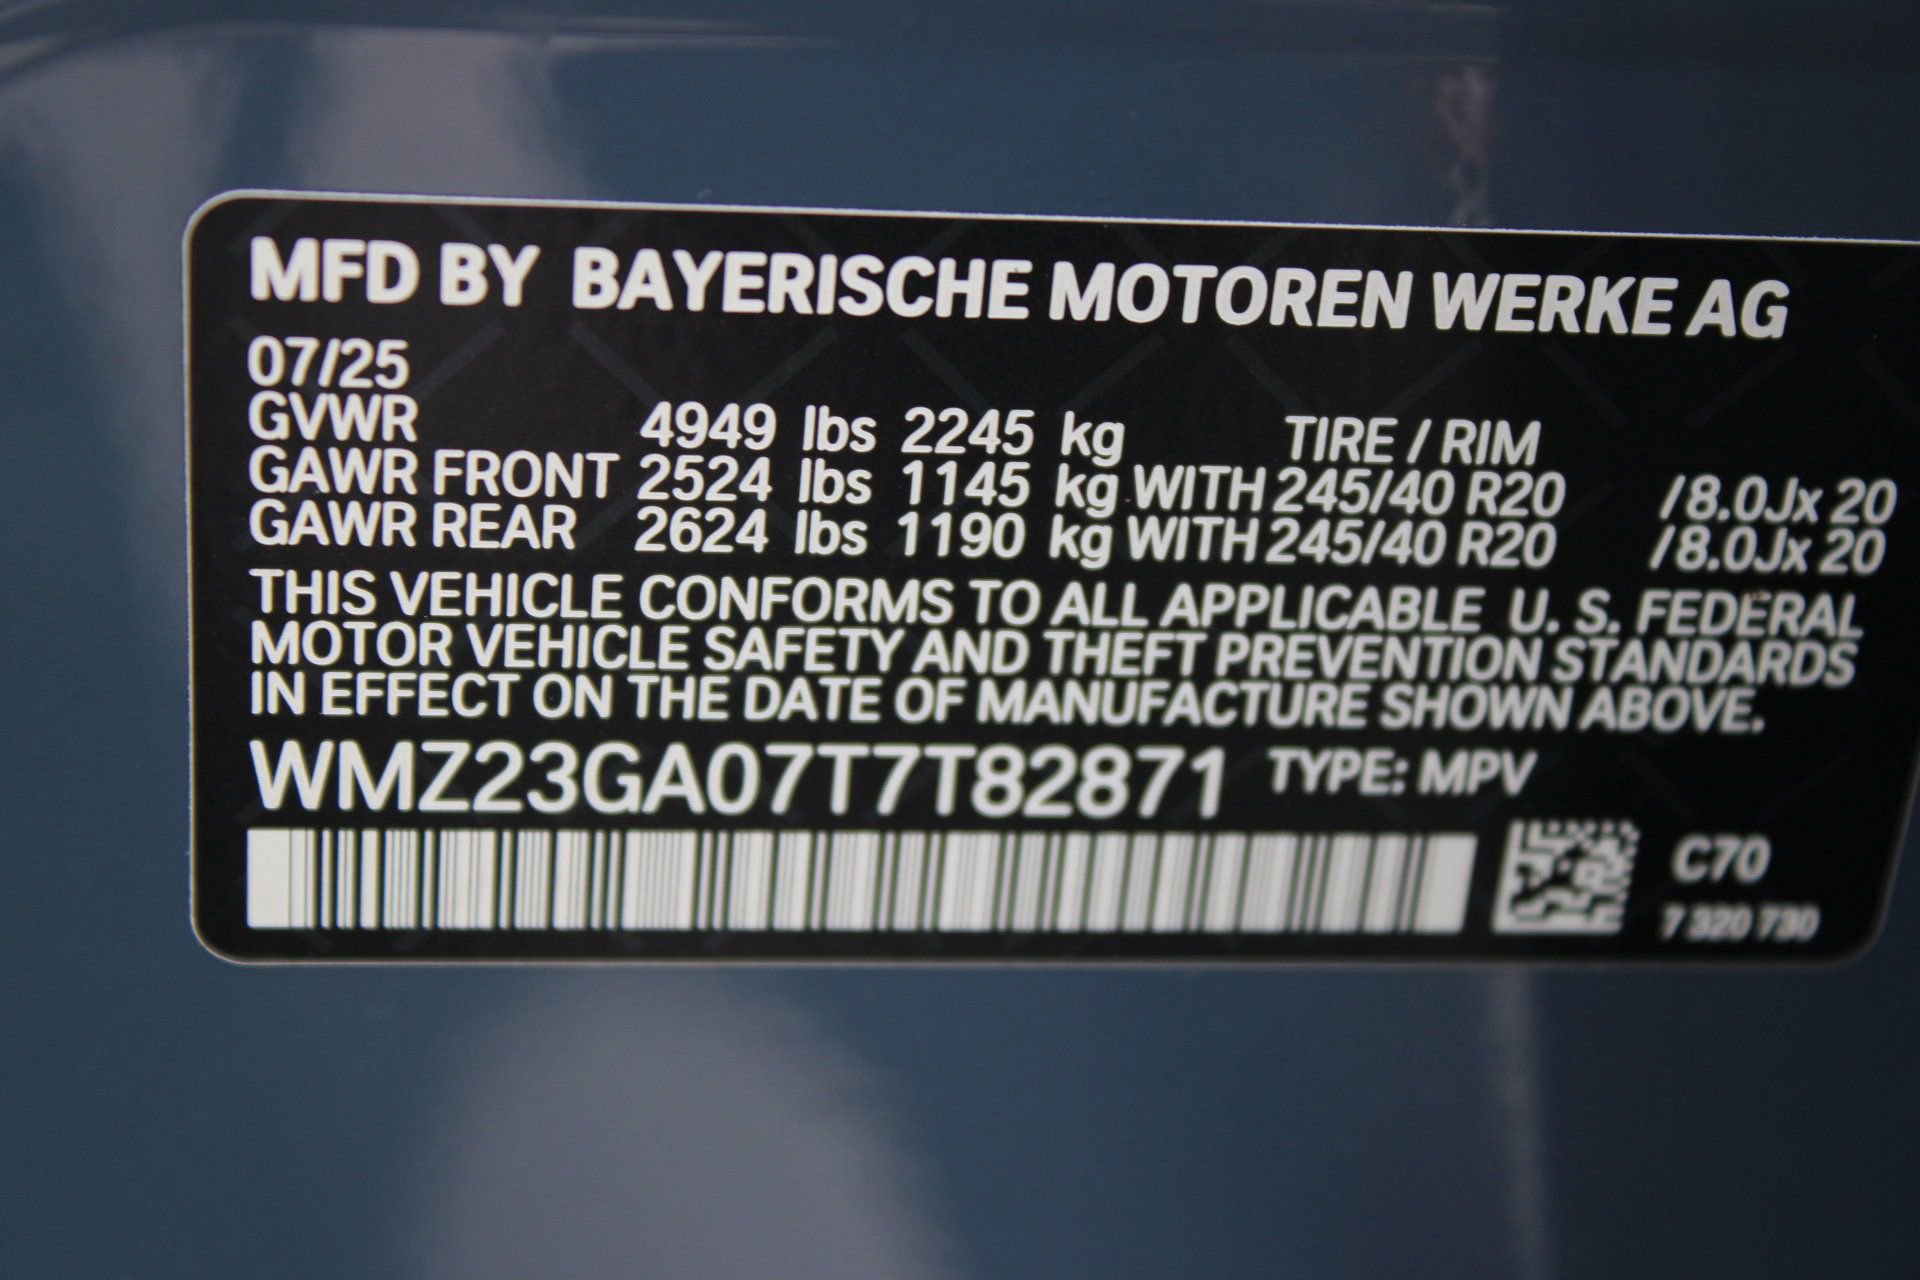 MFD BY BAYERISCHE MOTOREN WERKE AG
07/25
GVWR 4949 lbs 2245 kg TIRE / RIM
GAWR FRONT 2524 lbs 1145 kg WITH 245/40 R20 /8.0Jx 20
GAWR REAR 2624 lbs 1190 kg WITH 245/40 R20 /8.0Jx 20
THIS VEHICLE CONFORMS TO ALL APPLICABLE U. S. FEDERAL
MOTOR VEHICLE SAFETY AND THEFT PREVENTION STANDARDS
IN EFFECT ON THE DATE OF MANUFACTURE SHOWN ABOVE.
WMZ23GA07T7T82871 TYPE: MPV
C70
7 320 730